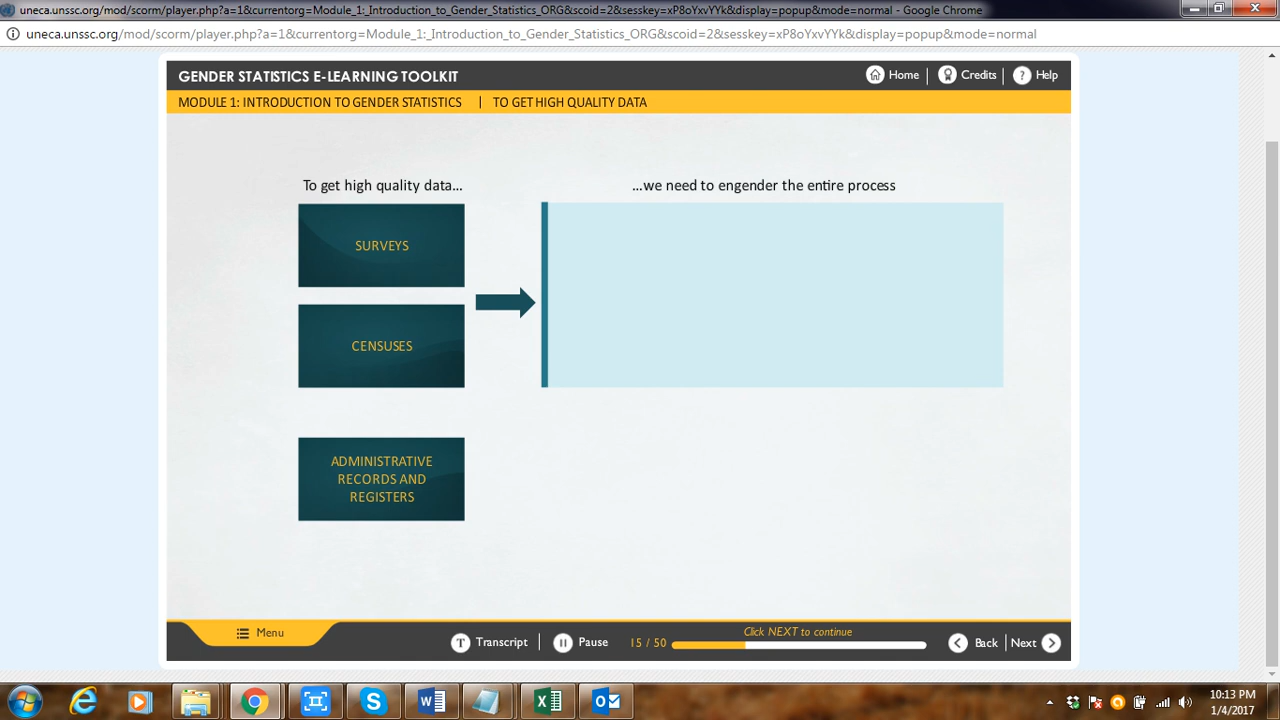 uneca.unssc.org/mod/scorm/player.php?a=1&currentorg=Module_1:_Introduction_to_Gender_Statistics_ORG&scoid=2&sesskey=xP8oYxvYYk&display=popup&mode=normal - Google Chrome
uneca.unssc.org/mod/scorm/player.php?a=1&currentorg=Module_1:_Introduction_to_Gender_Statistics_ORG&scoid=2&sesskey=xP8oYxvYYk&display=popup&mode=normal
GENDER STATISTICS E-LEARNING TOOLKIT
Home | Credits | ? Help
MODULE 1: INTRODUCTION TO GENDER STATISTICS | TO GET HIGH QUALITY DATA
To get high quality data...
...we need to engender the entire process
SURVEYS
CENSUSES
ADMINISTRATIVE
RECORDS AND
REGISTERS
Click NEXT to continue
Menu
T Transcript | Pause 15 / 50 Back | Next
10:13 PM
1/4/2017